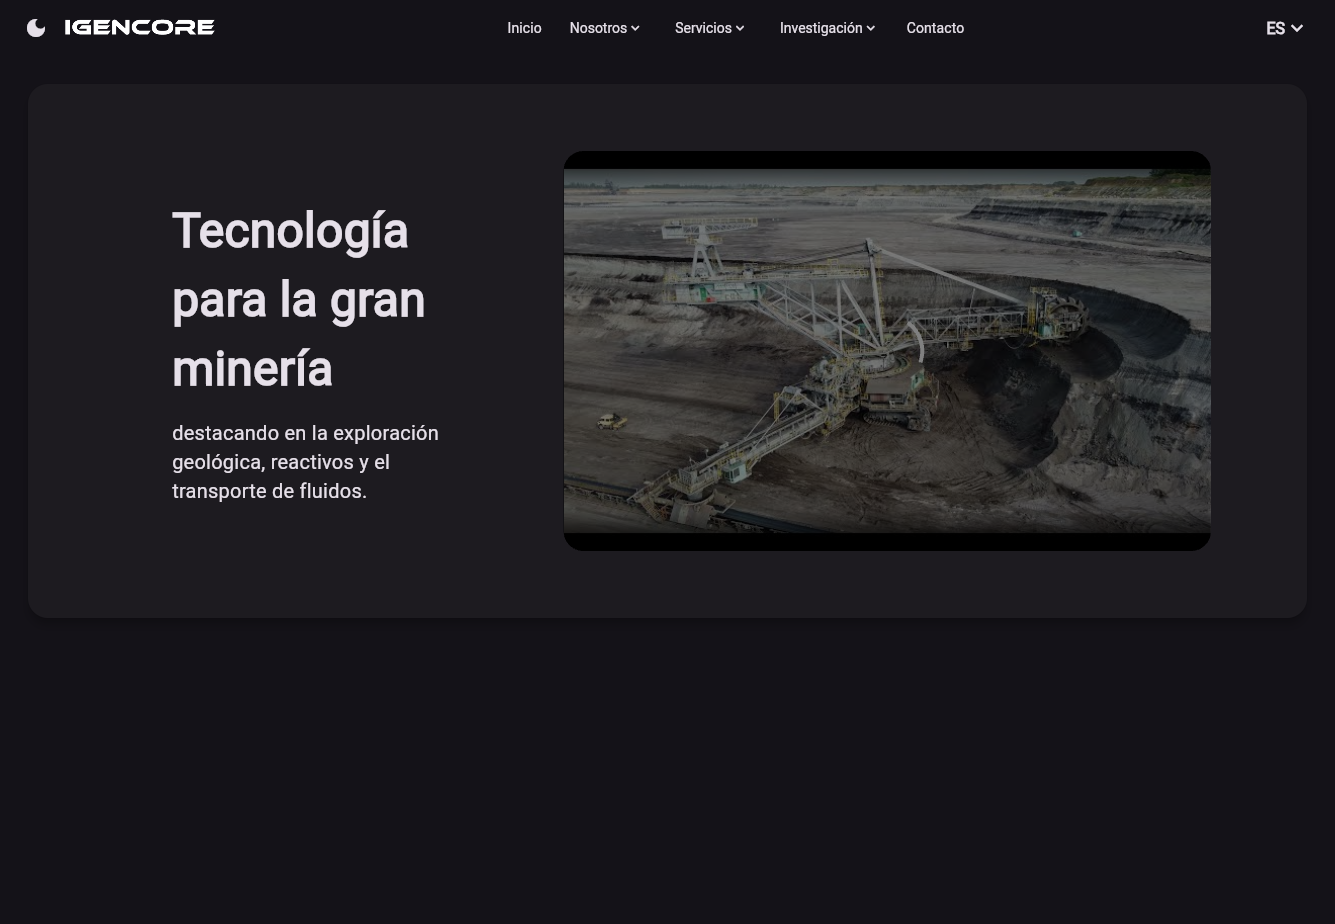 IGENCORE
Inicio
Nosotros
Servicios
Investigación
Contacto
ES
Tecnología
para la gran
minería
destacando en la exploración
geológica, reactivos y el
transporte de fluidos.